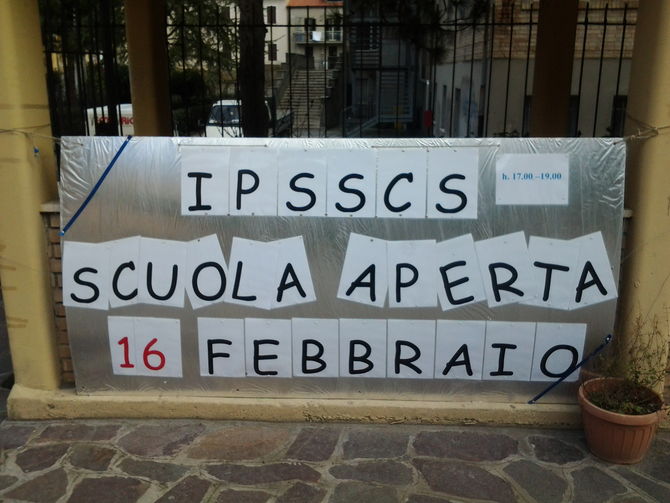 IPSSCS
h. 17.00 -19.00
SCUOLA APERTA
16 FEBBRAIO